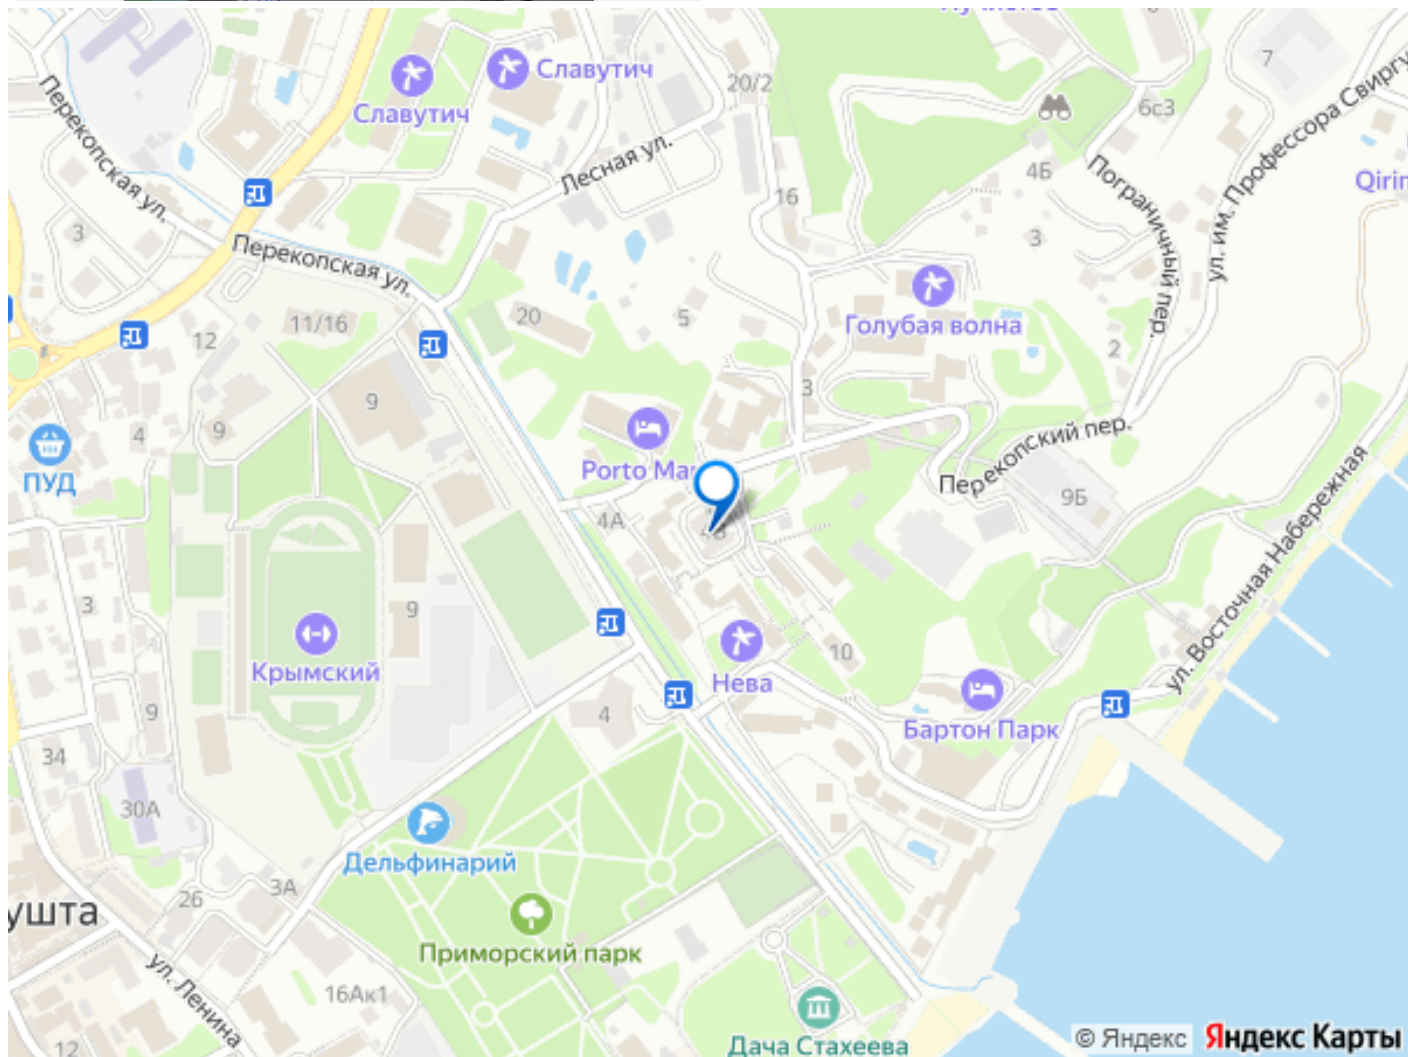 Славутич
Славутич
20/2
7
6с3
Перекопская ул.
Лесная ул.
ул. им. Профессора Свиргу
4Б
Пограничный пер.
16
Qirim
3
3
Перекопская ул.
Голубая волна
20
5
11/16
12
2
3
9
9
4
ПУД
Porto Mar
Перекопский пер.
9Б
4А
ул. Восточная Набережная
3
9
Крымский
10
Нева
4
Бартон Парк
9
34
30А
Дельфинарий
3А
26
ушта
Приморский парк
ул. Ленина
16Ак1
Дача Стахеева
12
© Яндекс Яндекс Карты